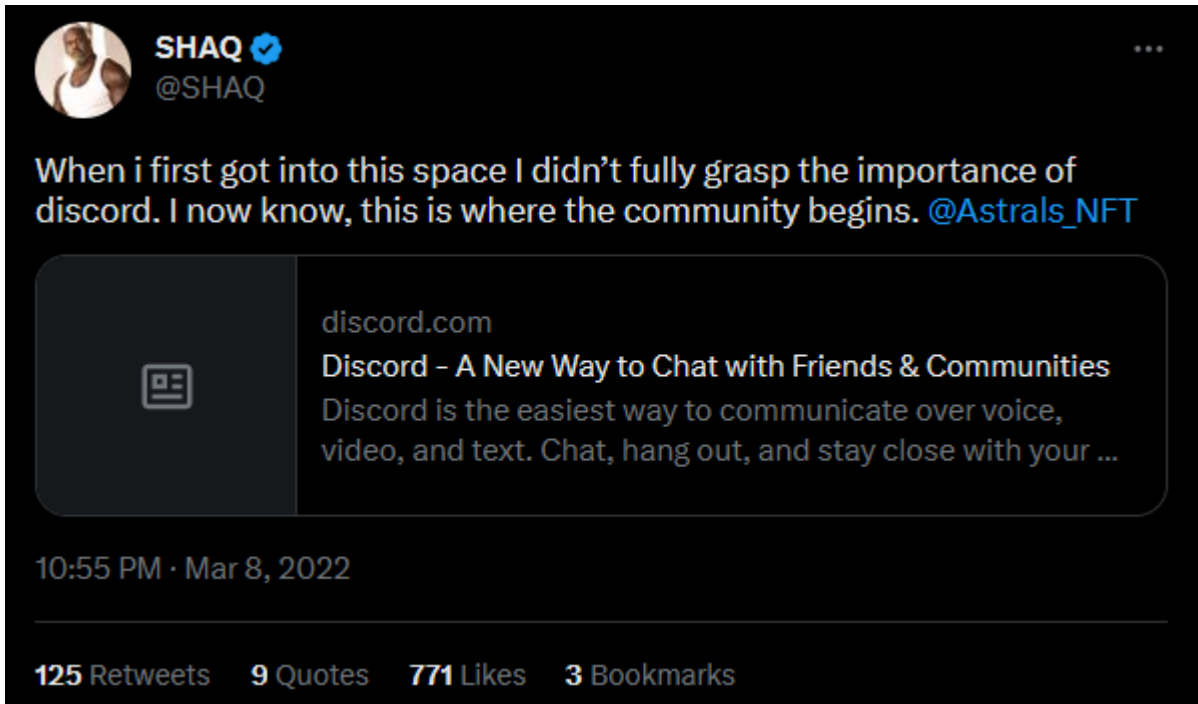 SHAQ
@SHAQ
When i first got into this space I didn’t fully grasp the importance of
discord. I now know, this is where the community begins. @Astrals_NFT
discord.com
Discord - A New Way to Chat with Friends & Communities
Discord is the easiest way to communicate over voice,
video, and text. Chat, hang out, and stay close with your ...
10:55 PM · Mar 8, 2022
125 Retweets 9 Quotes 771 Likes 3 Bookmarks